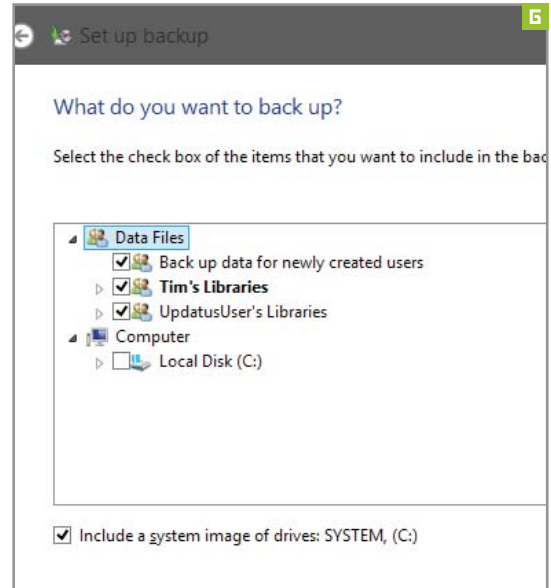 G
Set up backup
What do you want to back up?
Select the check box of the items that you want to include in the bac
Data Files
Back up data for newly created users
Tim's Libraries
UpdatusUser's Libraries
Computer
Local Disk (C:)
Include a system image of drives: SYSTEM, (C:)